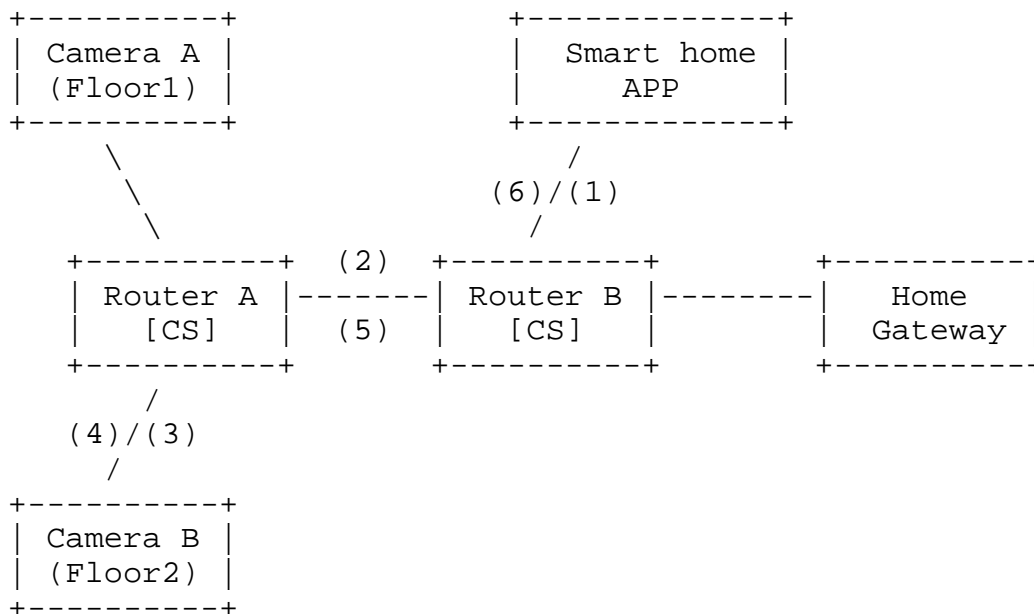 +----------+              +-------------+
| Camera A |              |  Smart home |
| (Floor1) |              |     APP     |
+----------+              +-------------+
     \                       /
      \                  (6)/(1)
       \                   /
   +----------+  (2)  +----------+        +-----------+
   | Router A |-------| Router B |--------|   Home
   |   [CS]   |  (5)  |   [CS]   |        |  Gateway
   +----------+       +----------+        +-----------+
       /
   (4)/(3)
     /
+----------+
| Camera B |
| (Floor2) |
+----------+